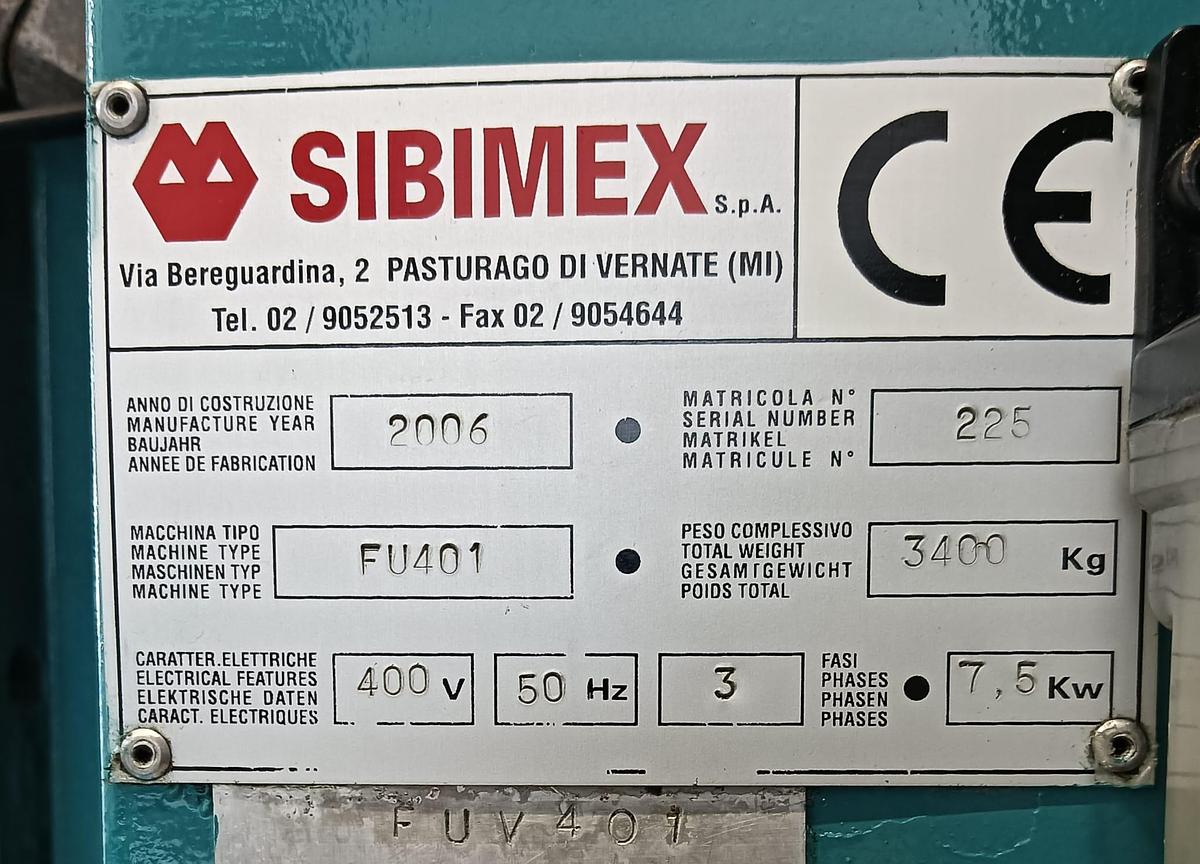 SIBIMEX S.p.A.
CE
Via Bereguardina, 2 PASTURAGO DI VERNATE (MI)
Tel. 02 / 9052513 - Fax 02 / 9054644
ANNO DI COSTRUZIONE
MANUFACTURE YEAR
BAUJAHR
ANNEE DE FABRICATION
2006
MATRICOLA N°
SERIAL NUMBER
MATRIKEL
MATRICULE N°
225
MACCHINA TIPO
MACHINE TYPE
MASCHINEN TYP
MACHINE TYPE
FU401
PESO COMPLESSIVO
TOTAL WEIGHT
GESAMTGEWICHT
POIDS TOTAL
3400 Kg
CARATTER.ELETTRICHE
ELECTRICAL FEATURES
ELEKTRISCHE DATEN
CARACT. ELECTRIQUES
400 V
50 Hz
3
FASI
PHASES
PHASEN
PHASES
7,5 Kw
FUV401